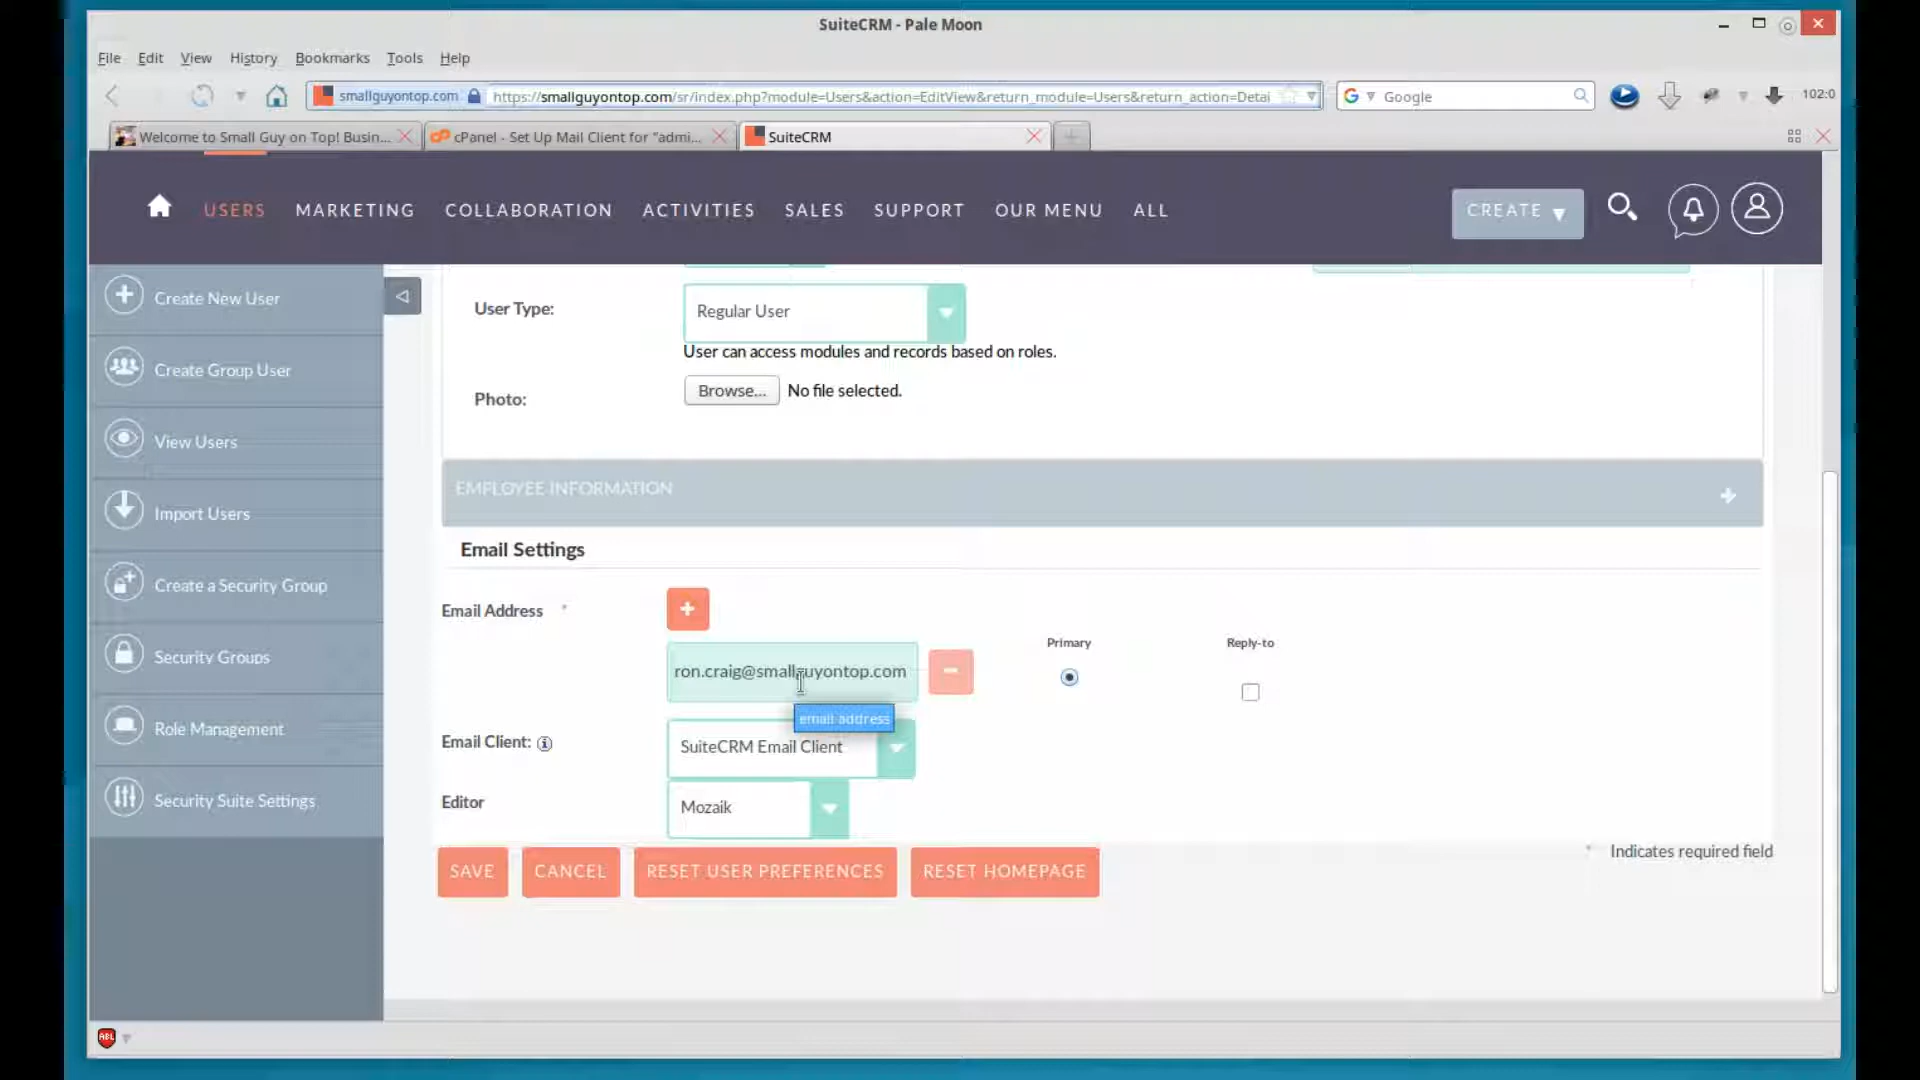 SuiteCRM - Pale Moon
File Edit View History Bookmarks Tools Help
smallguyontop.com https://smallguyontop.com/sr/index.php?module=Users&action=EditView&return_module=Users&return_action=Detai Google 102:0
Welcome to Small Guy on Top! Busin... cPanel - Set Up Mail Client for "admi... SuiteCRM
USERS MARKETING COLLABORATION ACTIVITIES SALES SUPPORT OUR MENU ALL CREATE
Create New User
Create Group User
View Users
Import Users
Create a Security Group
Security Groups
Role Management
Security Suite Settings
User Type: Regular User
User can access modules and records based on roles.
Photo: Browse... No file selected.
EMPLOYEE INFORMATION
Email Settings
Email Address *
Primary Reply-to
ron.craig@smallguyontop.com
email address
Email Client: SuiteCRM Email Client
Editor Mozaik
SAVE CANCEL RESET USER PREFERENCES RESET HOMEPAGE
* Indicates required field
ABL